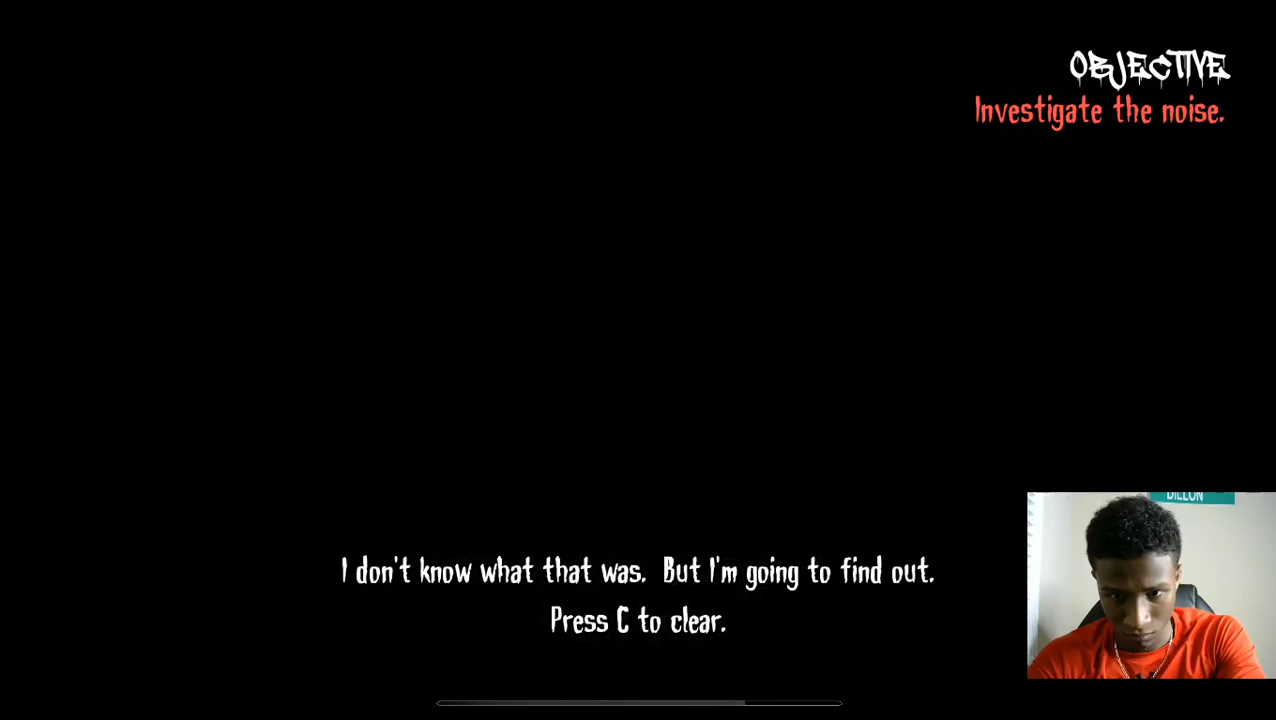 OBJECTIVE
Investigate the noise.
DILLON
I don't know what that was.  But I'm going to find out.
Press C to clear.